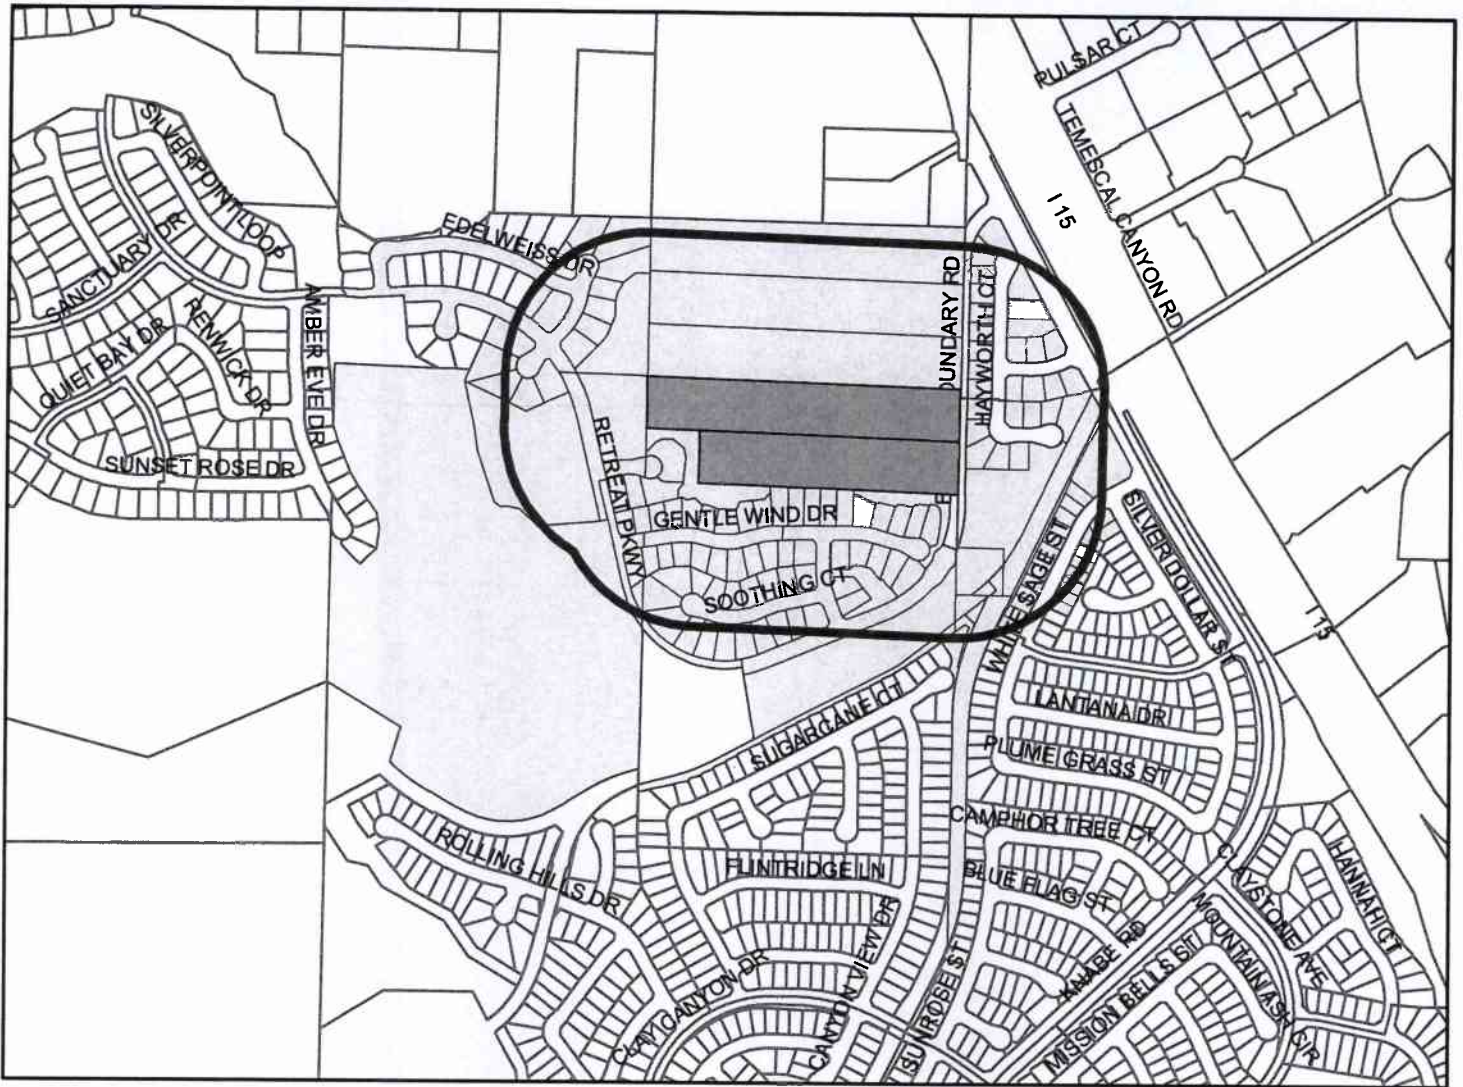 PULSAR CT
TEMESCAL CANYON RD
I 15
SILVERPOINT LOOP
SANCTUARY DR
EDELWEISS DR
RENWICK DR
QUIET BAY DR
AMBER EVE DR
SUNSET ROSE DR
HAYWORTH CT
RETREAT PKWY
GENTLE WIND DR
SOOTHING CT
WHITE SAGE ST
SILVER DOLLAR ST
I 15
SUGARCANE CT
LANTANA DR
PLUME GRASS ST
CAMPHOR TREE CT
ROLLING HILLS DR
FLINTRIDGE LN
BLUE FLAG ST
CLAYSTONE AVE
HANNAH CT
CLAY CANYON DR
CANYON VIEW DR
SUNROSE ST
KNABE RD
MISSION BELLS ST
MOUNTAIN ASH CIR